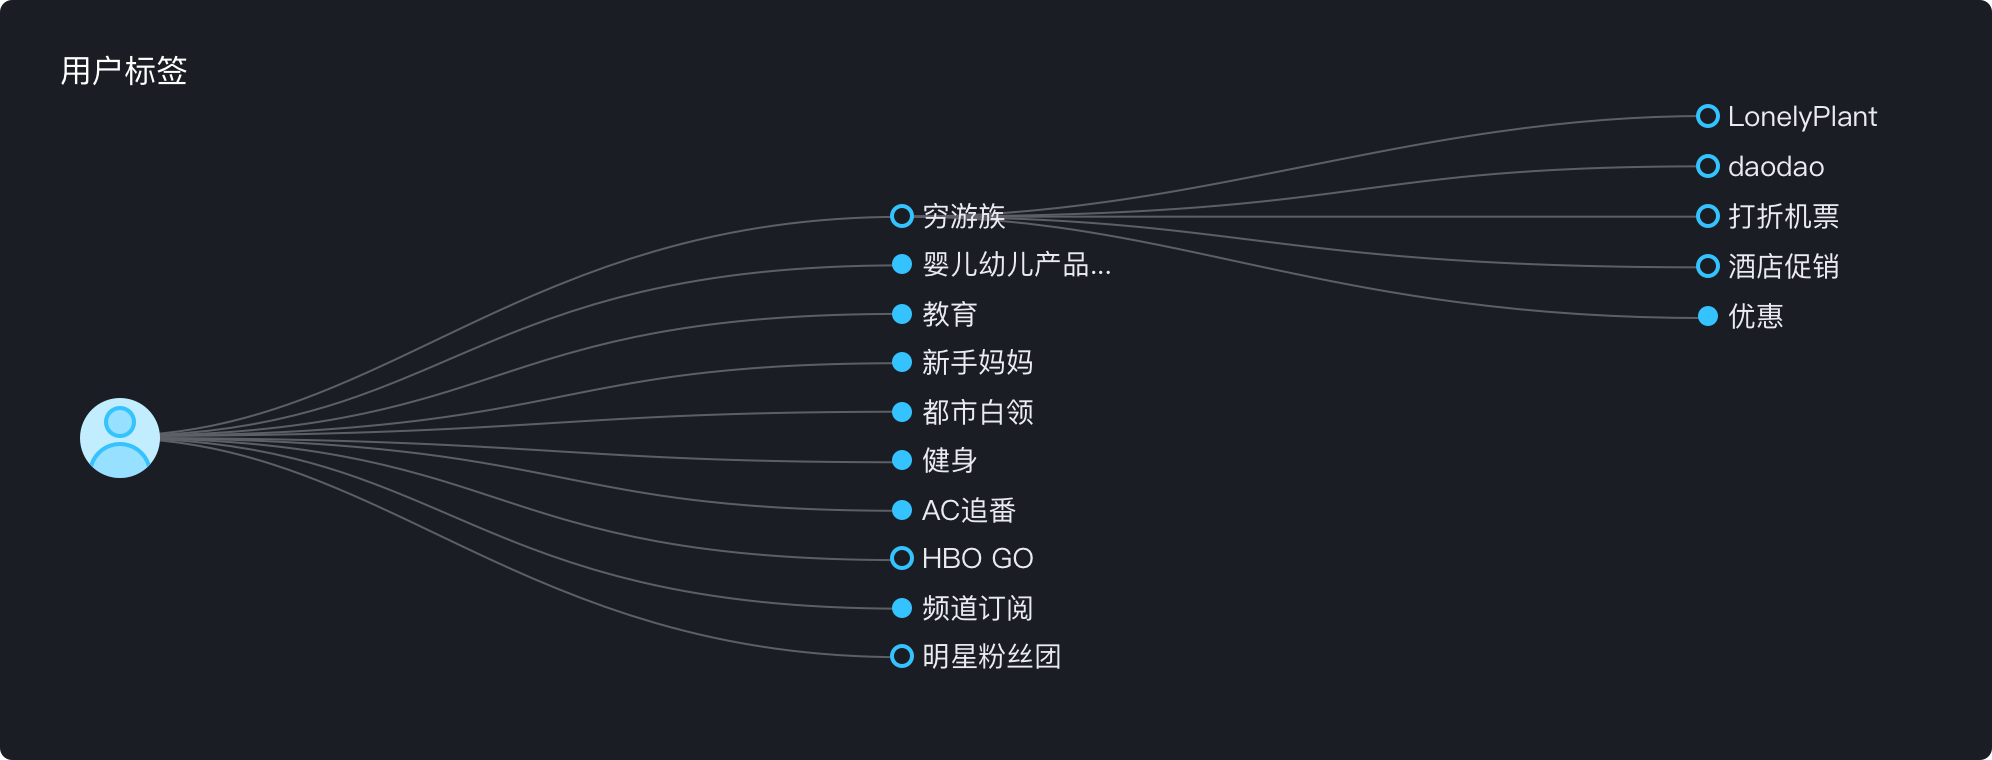 用户标签
穷游族
婴儿幼儿产品...
教育
新手妈妈
都市白领
健身
AC追番
HBO GO
频道订阅
明星粉丝团
LonelyPlant
daodao
打折机票
酒店促销
优惠